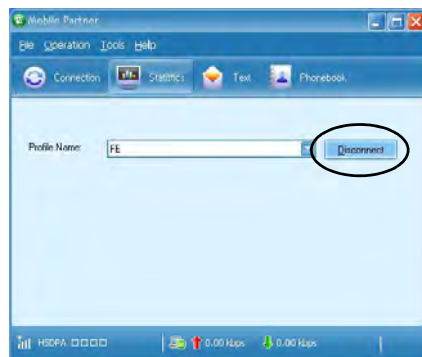 Mobile Partner
File Operation Tools Help
Connection Statistics Text Phonebook
Profile Name: FE Disconnect
HSDPA □□□□ 0.00 kbps 0.00 kbps